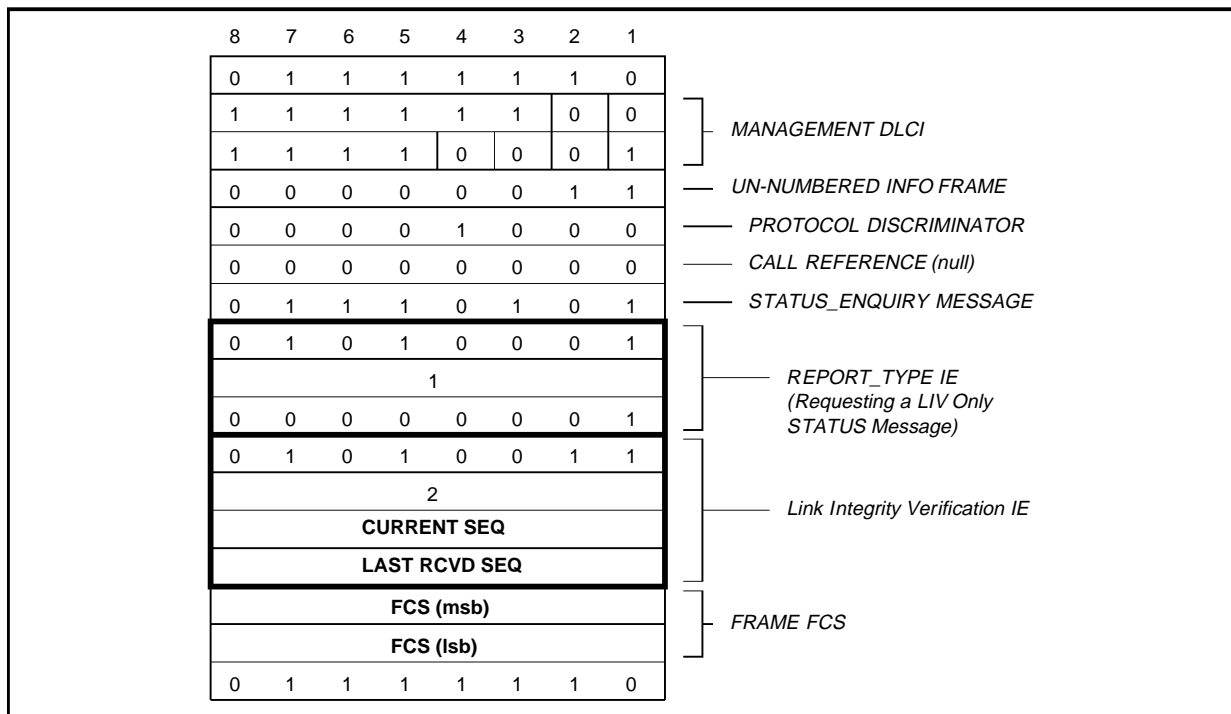 8 7 6 5 4 3 2 1
0 1 1 1 1 1 1 0
1 1 1 1 1 1 0 0
MANAGEMENT DLCI
1 1 1 1 0 0 0 1
0 0 0 0 0 0 1 1 UN-NUMBERED INFO FRAME
0 0 0 0 1 0 0 0 PROTOCOL DISCRIMINATOR
0 0 0 0 0 0 0 0 CALL REFERENCE (null)
0 1 1 1 0 1 0 1 STATUS_ENQUIRY MESSAGE
0 1 0 1 0 0 0 1
1 REPORT_TYPE IE
(Requesting a LIV Only
0 0 0 0 0 0 0 1 STATUS Message)
0 1 0 1 0 0 1 1
2
Link Integrity Verification IE
CURRENT SEQ
LAST RCVD SEQ
FCS (msb)
FRAME FCS
FCS (lsb)
0 1 1 1 1 1 1 0